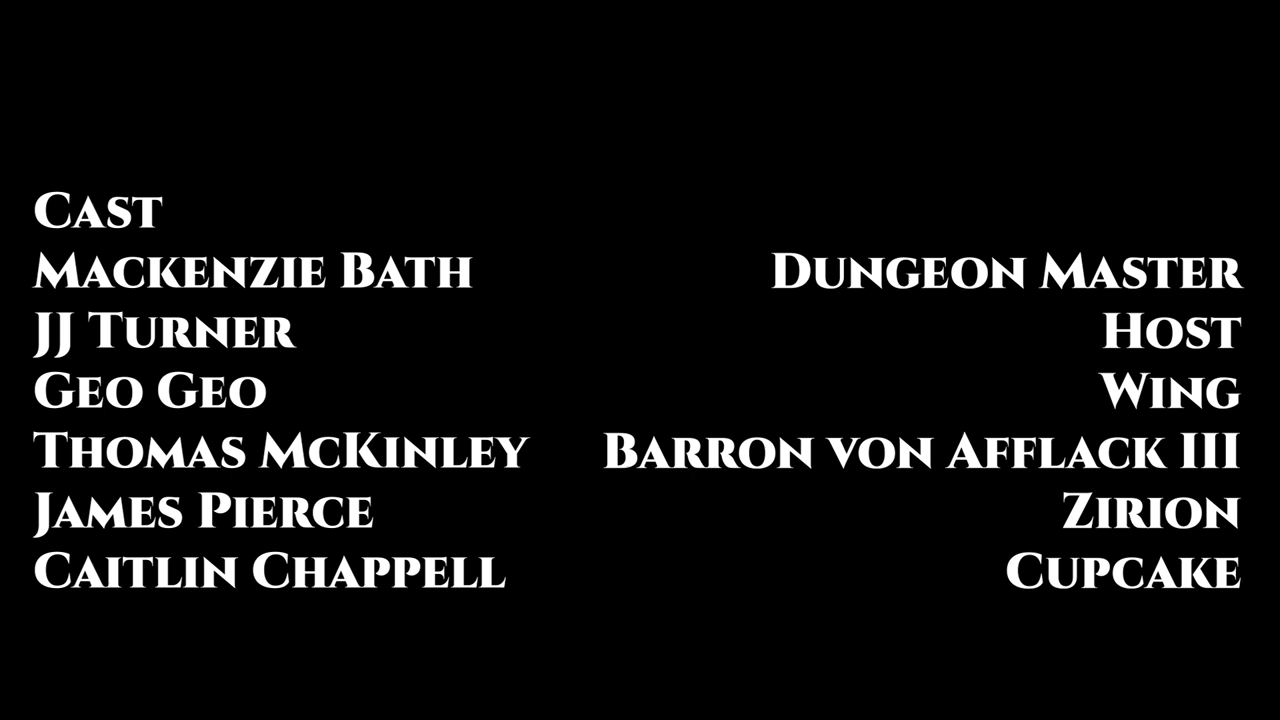 Cast
Mackenzie Bath Dungeon Master
JJ Turner Host
Geo Geo Wing
Thomas McKinley Barron von Afflack III
James Pierce Zirion
Caitlin Chappell Cupcake